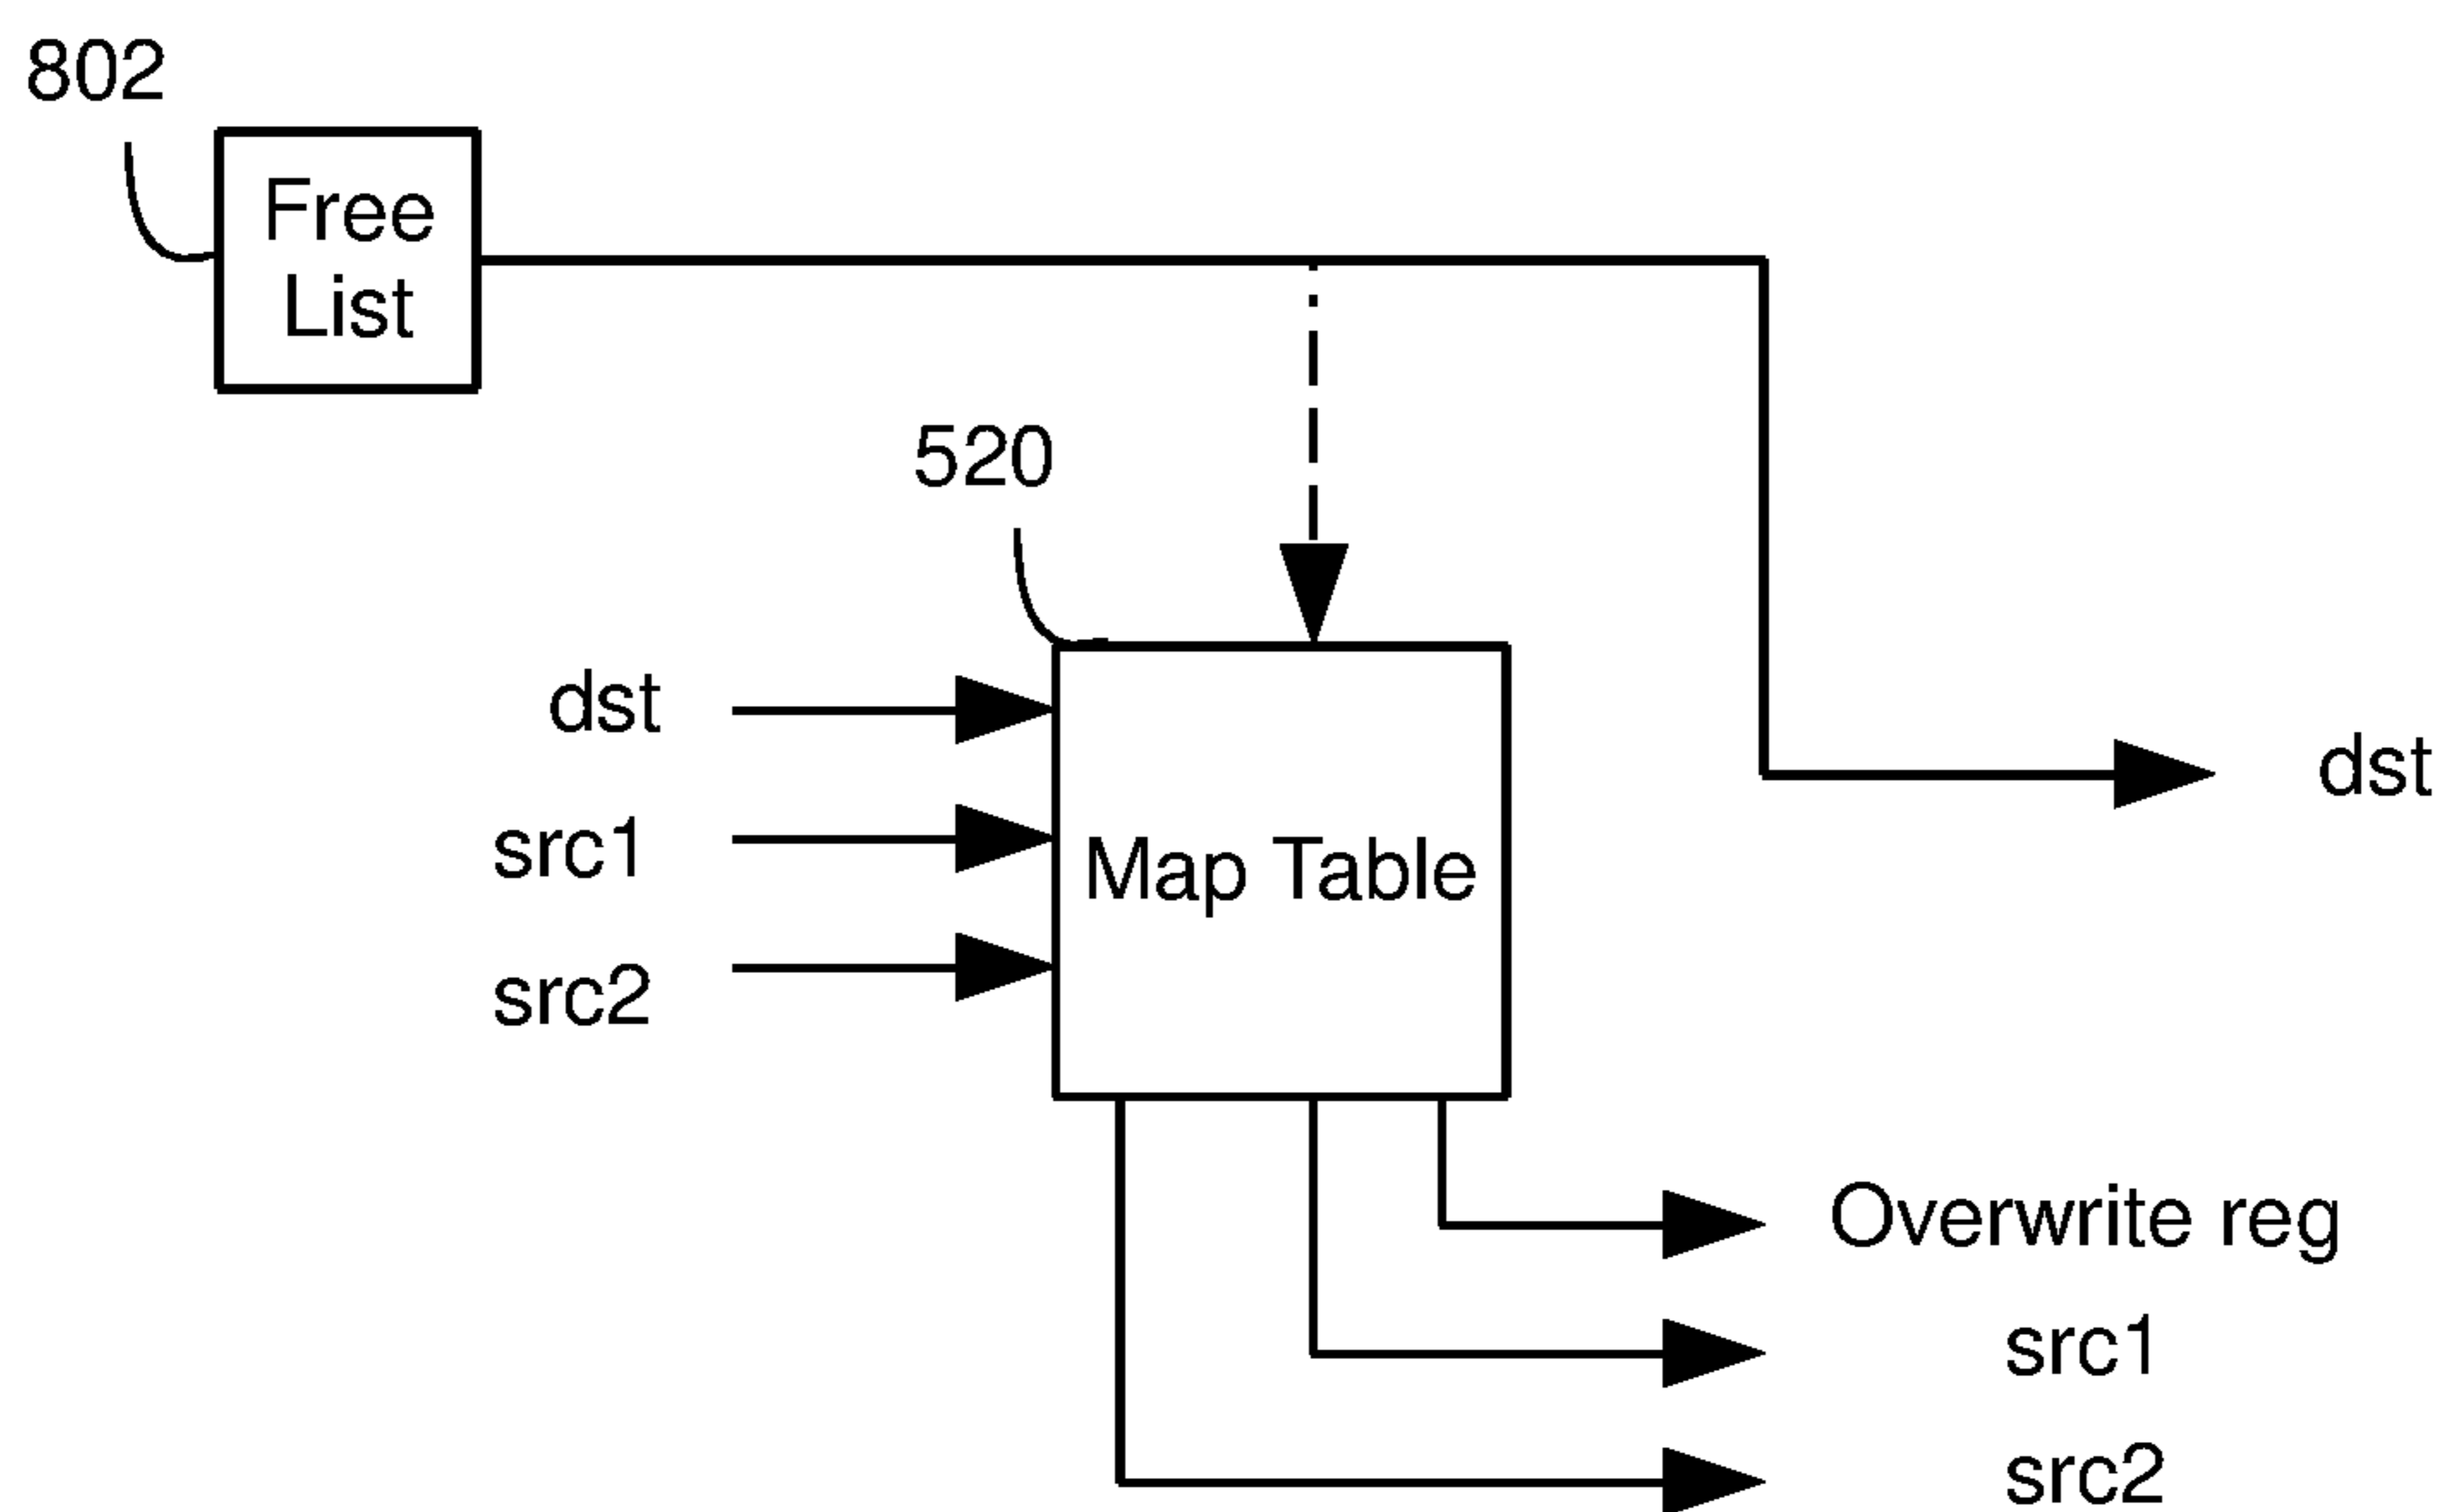 802
Free
List
520
dst
src1
src2
Map Table
dst
Overwrite reg
src1
src2